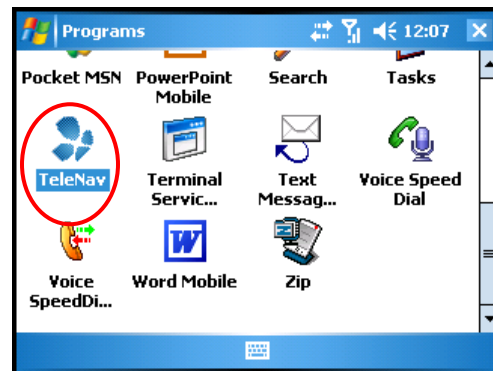 Programs 12:07
Pocket MSN PowerPoint Mobile Search Tasks
TeleNav Terminal Servic... Text Messag... Voice Speed Dial
Voice SpeedDi... Word Mobile Zip